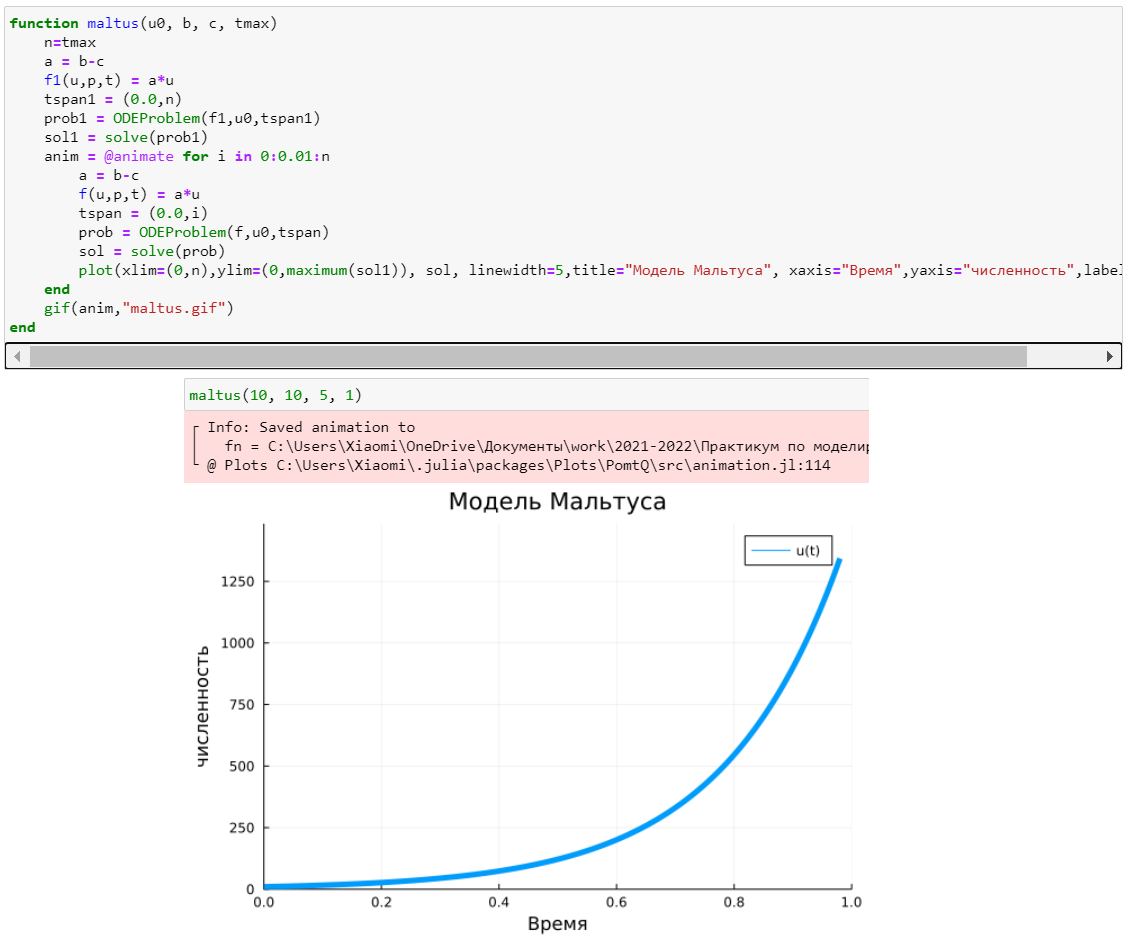 function maltus(u0, b, c, tmax)
    n=tmax
    a = b-c
    f1(u,p,t) = a*u
    tspan1 = (0.0,n)
    prob1 = ODEProblem(f1,u0,tspan1)
    sol1 = solve(prob1)
    anim = @animate for i in 0:0.01:n
        a = b-c
        f(u,p,t) = a*u
        tspan = (0.0,i)
        prob = ODEProblem(f,u0,tspan)
        sol = solve(prob)
        plot(xlim=(0,n),ylim=(0,maximum(sol1)), sol, linewidth=5,title="Модель Мальтуса", xaxis="Время",yaxis="численность",label
    end
    gif(anim,"maltus.gif")
end
maltus(10, 10, 5, 1)
┌ Info: Saved animation to
│   fn = C:\Users\Xiaomi\OneDrive\Документы\work\2021-2022\Практикум по моделир
└ @ Plots C:\Users\Xiaomi\.julia\packages\Plots\PomtQ\src\animation.jl:114
Модель Мальтуса
u(t)
1250
1000
750
500
250
0
численность
0.0 0.2 0.4 0.6 0.8 1.0
Время